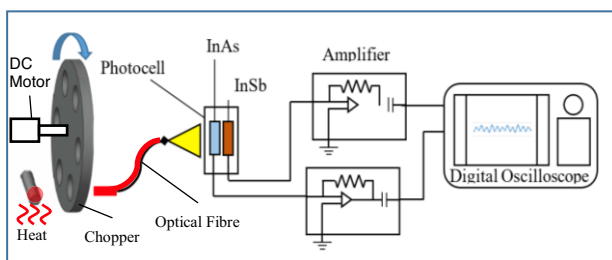 InAs
DC
Motor
Photocell
InSb
Amplifier
Digital Oscilloscope
Optical Fibre
Heat
Chopper